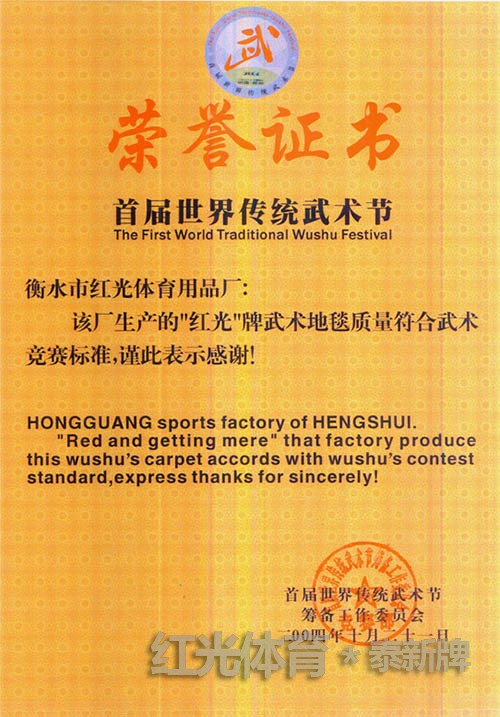 武
荣誉证书
首届世界传统武术节
The First World Traditional Wushu Festival
衡水市红光体育用品厂:
该厂生产的"红光"牌武术地毯质量符合武术
竞赛标准,谨此表示感谢!
HONGGUANG sports factory of HENGSHUI.
"Red and getting mere" that factory produce
this wushu's carpet accords with wushu's contest
standard,express thanks for sincerely!
首届世界传统武术节
筹备工作委员会
二00四年十月二十一日
红光体育*泰新牌